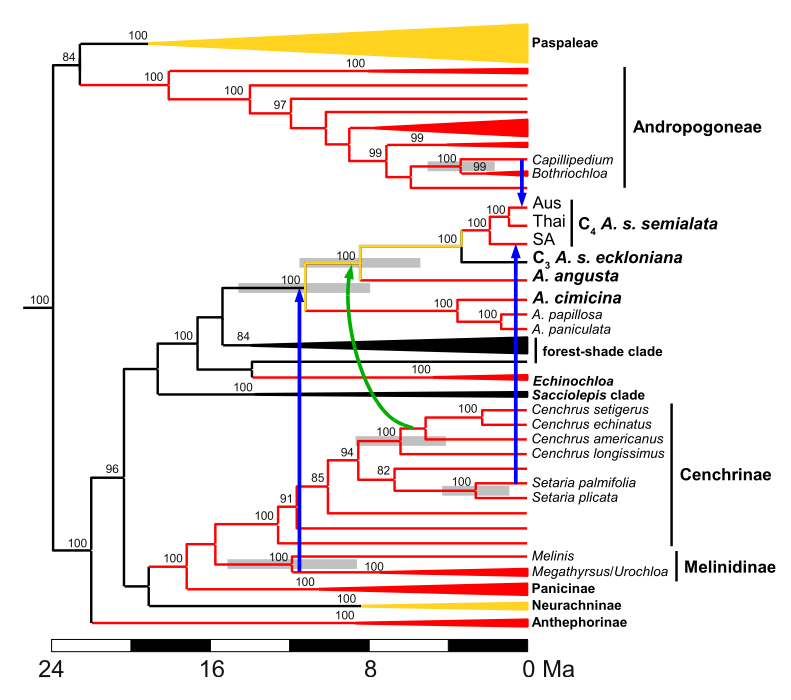 100
Paspaleae
84
100
100
100
97
Andropogoneae
99
99
100
Capillipedium
99
Bothriochloa
100
Aus
100
Thai
C4 A. s. semialata
100
SA
100
C3 A. s. eckloniana
100
A. angusta
100
A. cimicina
100
A. papillosa
100
A. paniculata
100
84
forest-shade clade
100
100
Echinochloa
100
Sacciolepis clade
Cenchrus setigerus
100
Cenchrus echinatus
100
Cenchrus americanus
94
Cenchrus longissimus
96
82
Cenchrinae
85
100
Setaria palmifolia
91
Setaria plicata
100
100
100
Melinis
100
100
Megathyrsus/Urochloa
Melinidinae
100
Panicinae
100
Neurachninae
100
Anthephorinae
24 16 8 0 Ma